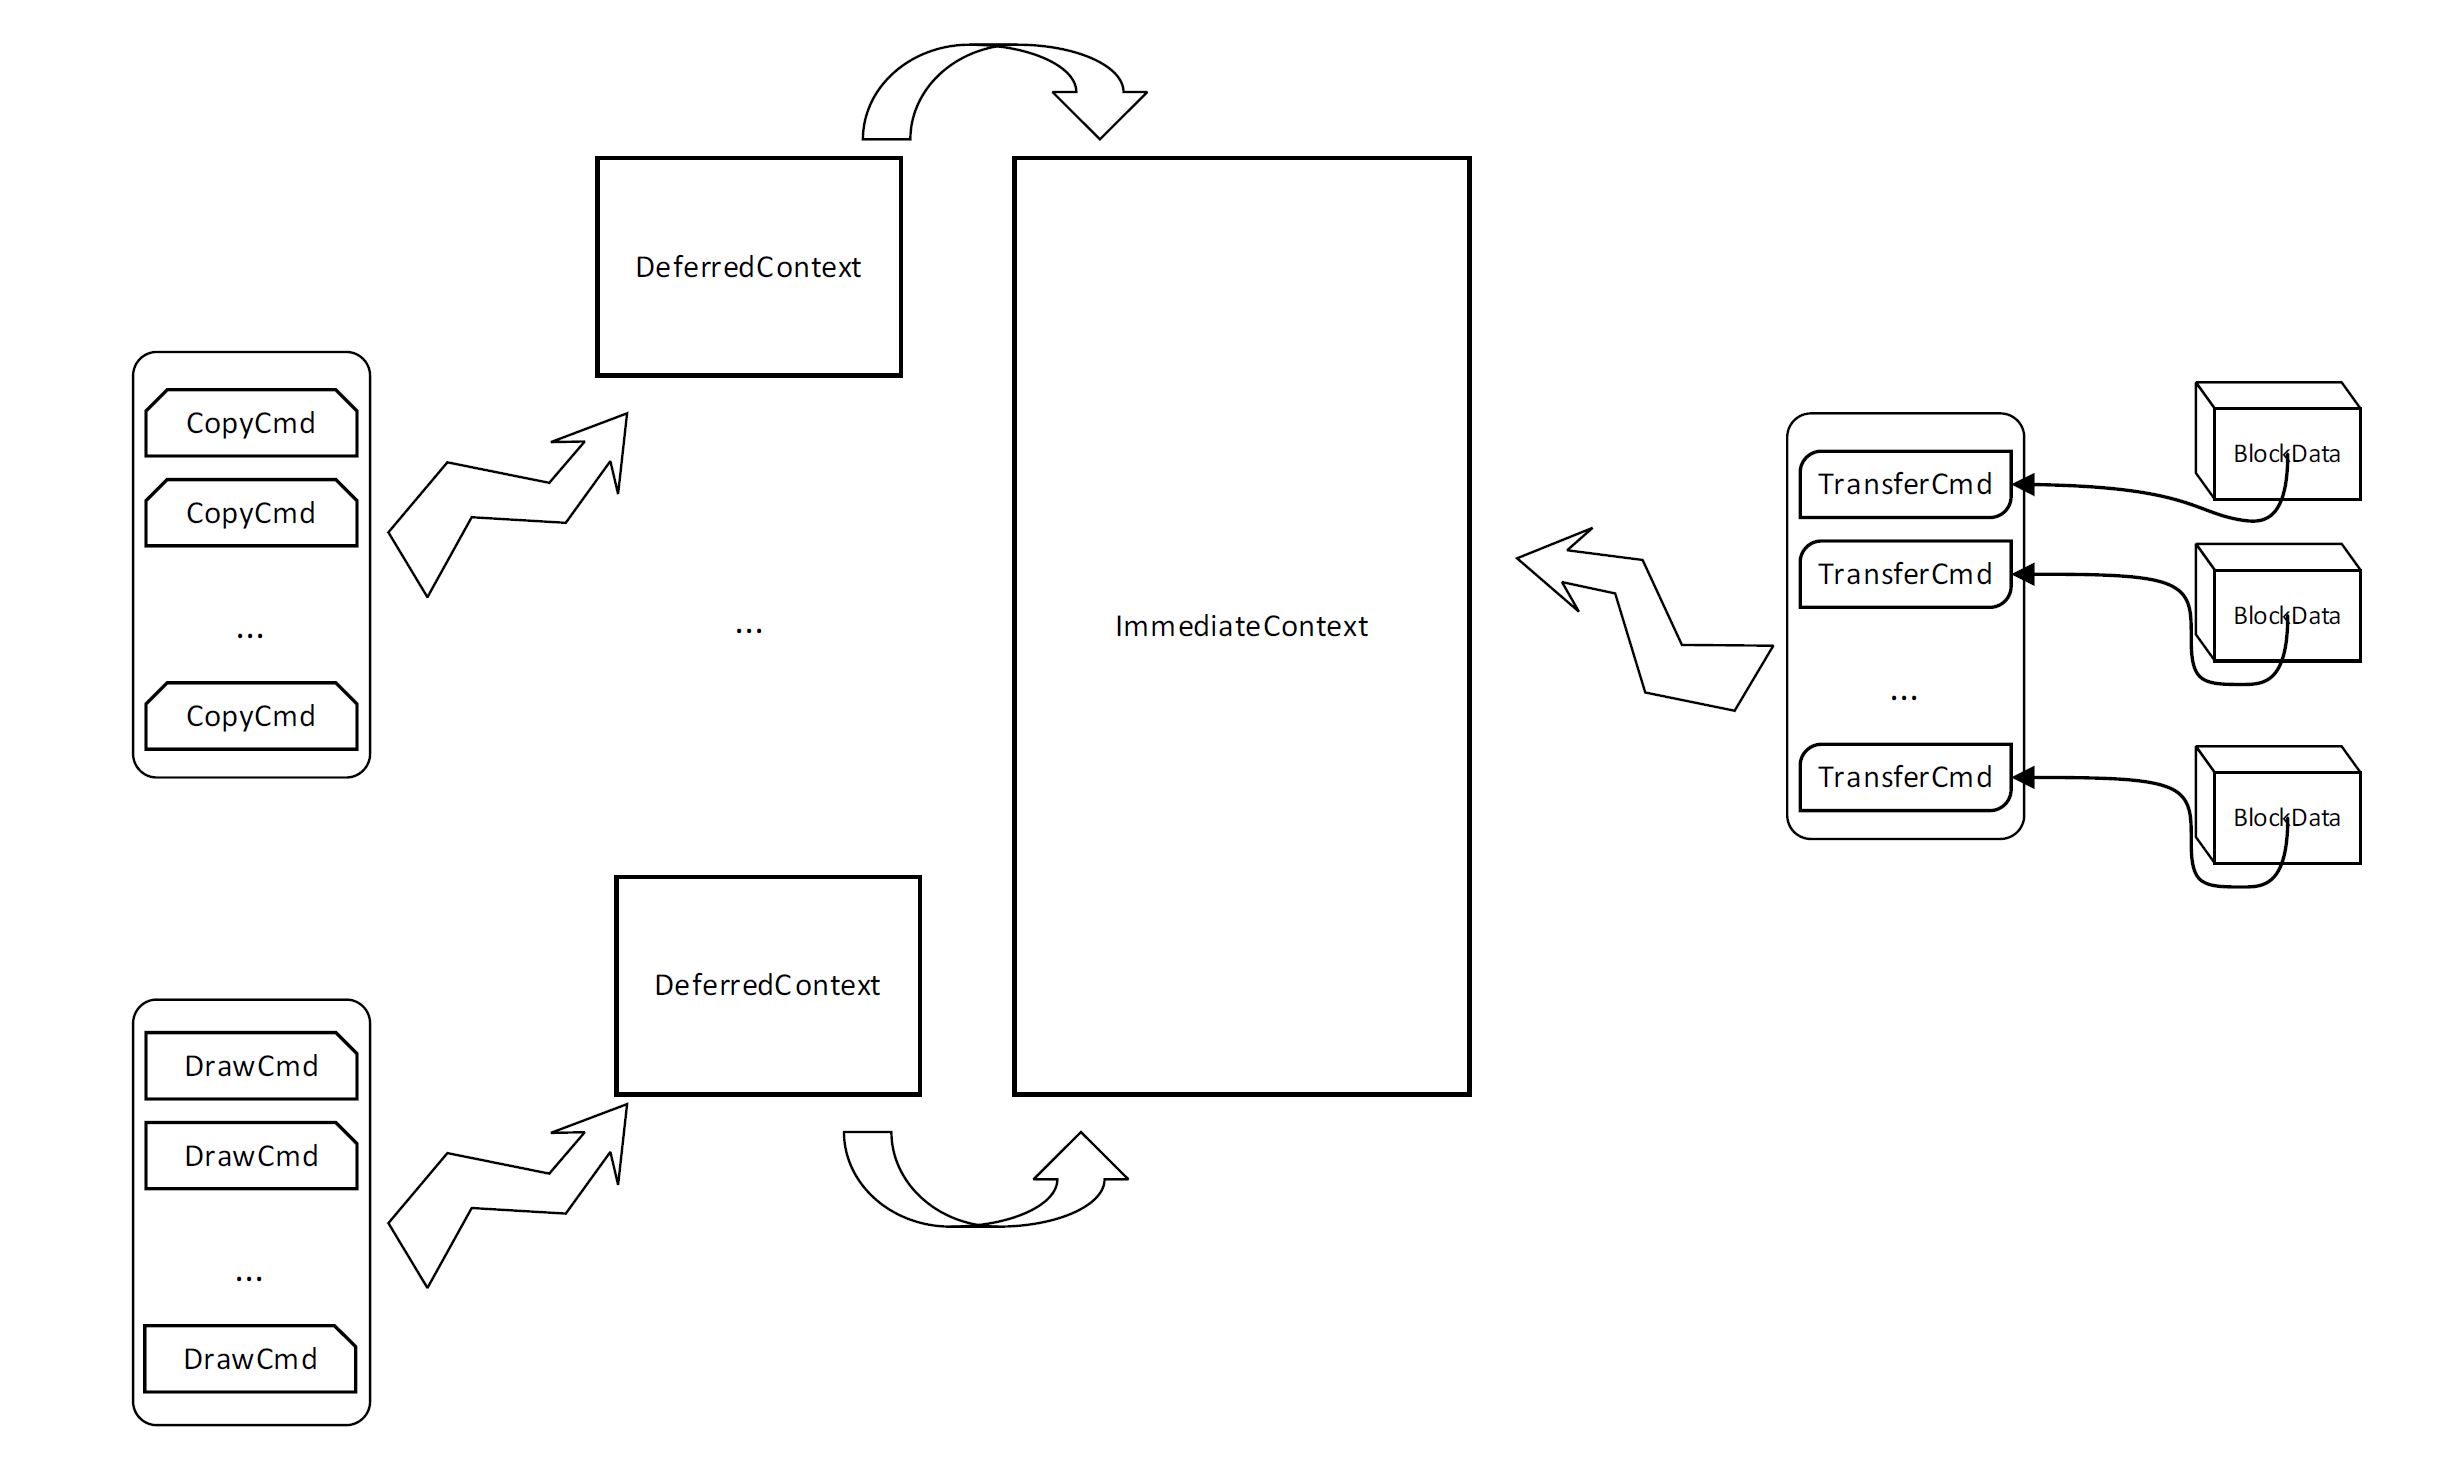 DeferredContext
CopyCmd
CopyCmd
...
CopyCmd
...
ImmediateContext
TransferCmd
TransferCmd
...
TransferCmd
BlockData
BlockData
BlockData
DeferredContext
DrawCmd
DrawCmd
...
DrawCmd